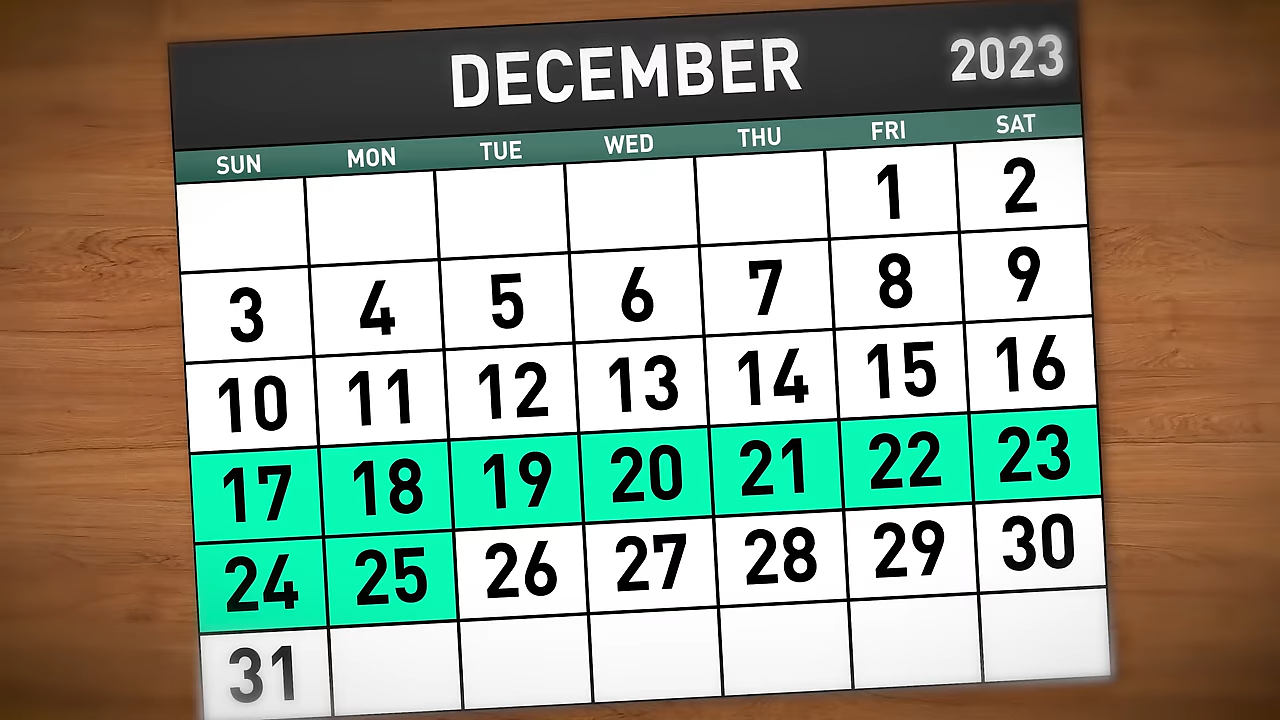 DECEMBER 2023
SUN MON TUE WED THU FRI SAT
1 2
3 4 5 6 7 8 9
10 11 12 13 14 15 16
17 18 19 20 21 22 23
24 25 26 27 28 29 30
31